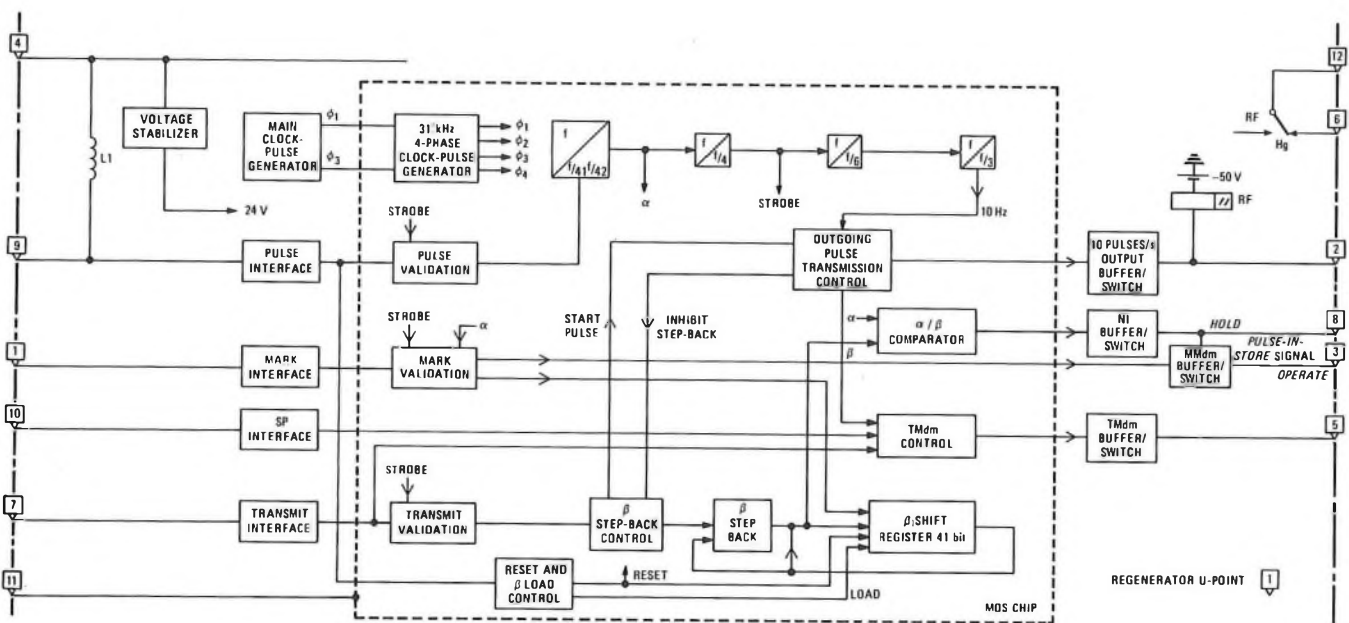 4
12
VOLTAGE
STABILIZER
L1
24 V
MAIN
CLOCK-
PULSE
GENERATOR
ϕ1
ϕ3
31 kHz
4-PHASE
CLOCK-PULSE
GENERATOR
ϕ1
ϕ2
ϕ3
ϕ4
f
f/41 f/42
α
f
f/4
STROBE
f
f/6
f
f/3
10 Hz
RF
Hg
6
-50 V
RF
9
PULSE
INTERFACE
STROBE
PULSE
VALIDATION
OUTGOING
PULSE
TRANSMISSION
CONTROL
10 PULSES/s
OUTPUT
BUFFER/
SWITCH
2
START
PULSE
INHIBIT
STEP-BACK
STROBE
α
1
MARK
INTERFACE
MARK
VALIDATION
β
α
α / β
COMPARATOR
NI
BUFFER/
SWITCH
HOLD
8
PULSE-IN-
STORE SIGNAL
3
MMdm
BUFFER/
SWITCH
OPERATE
10
SP
INTERFACE
TMdm
CONTROL
TMdm
BUFFER/
SWITCH
5
STROBE
7
TRANSMIT
INTERFACE
TRANSMIT
VALIDATION
β
STEP-BACK
CONTROL
β
STEP
BACK
β SHIFT
REGISTER 41 bit
11
RESET AND
β LOAD
CONTROL
RESET
LOAD
MOS CHIP
REGENERATOR U-POINT
1